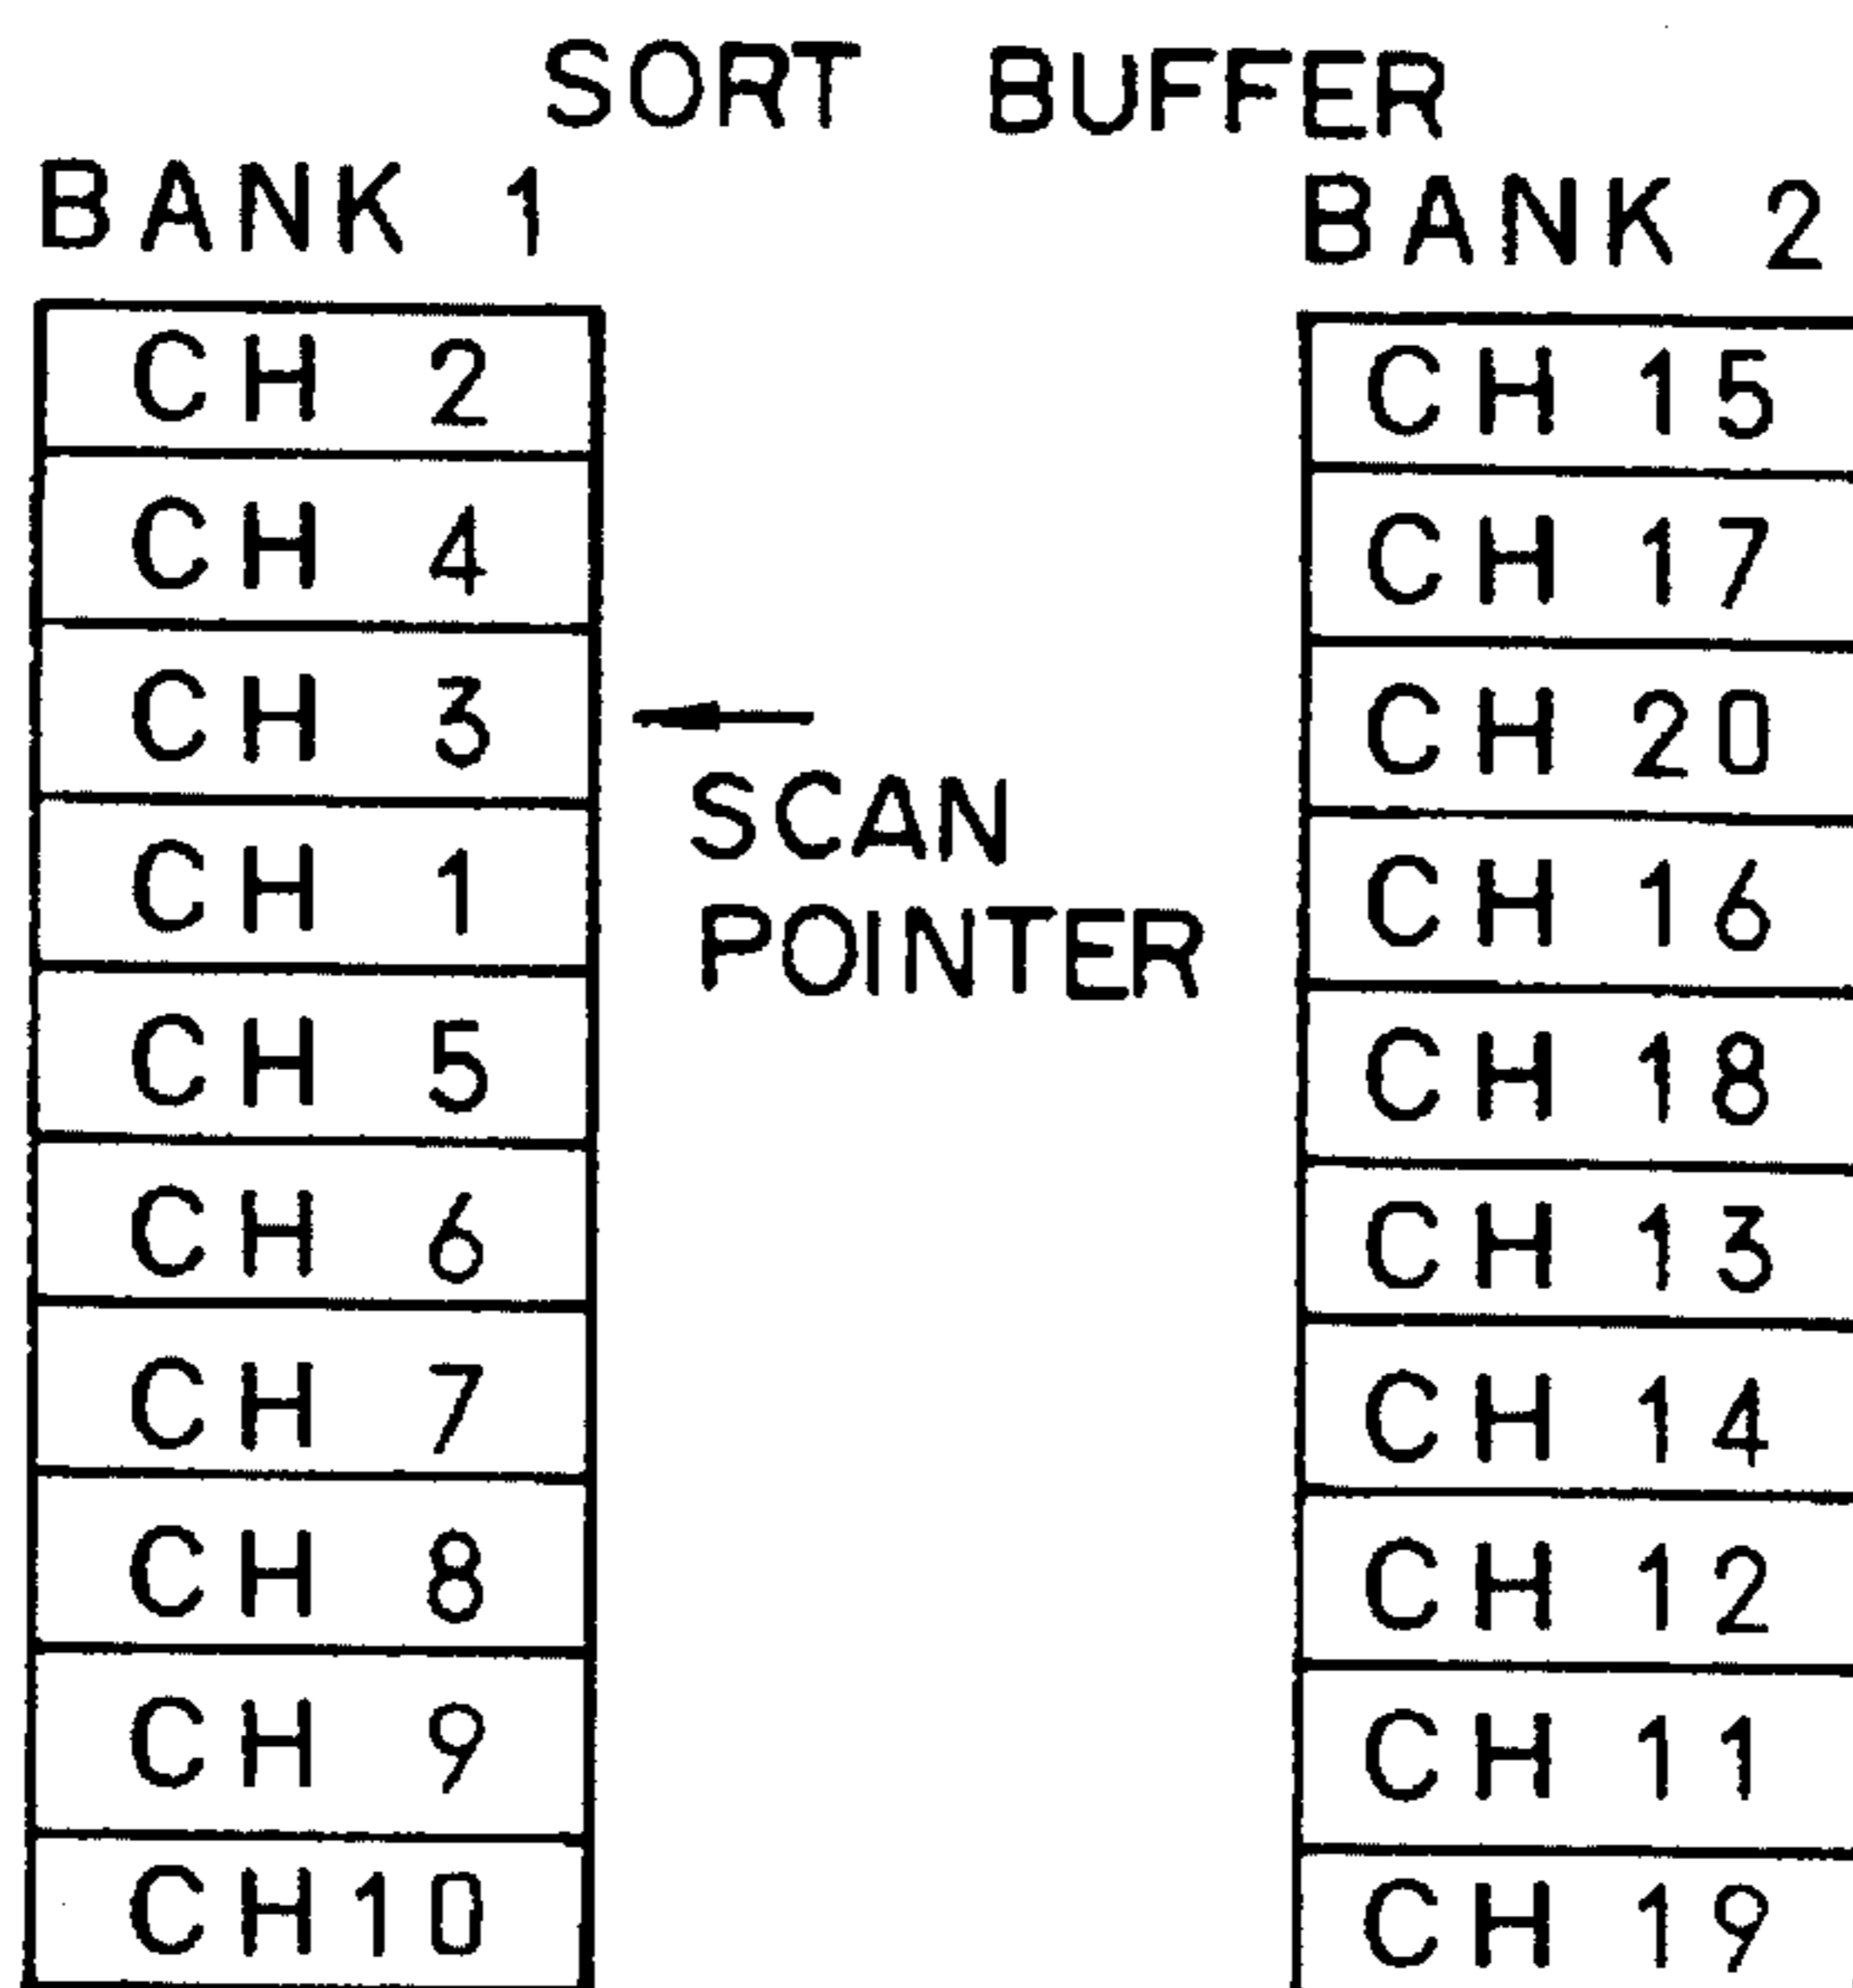 SORT BUFFER
BANK 1
CH 2
CH 4
CH 3
CH 1
CH 5
CH 6
CH 7
CH 8
CH 9
CH 10
SCAN
POINTER
BANK 2
CH 15
CH 17
CH 20
CH 16
CH 18
CH 13
CH 14
CH 12
CH 11
CH 19